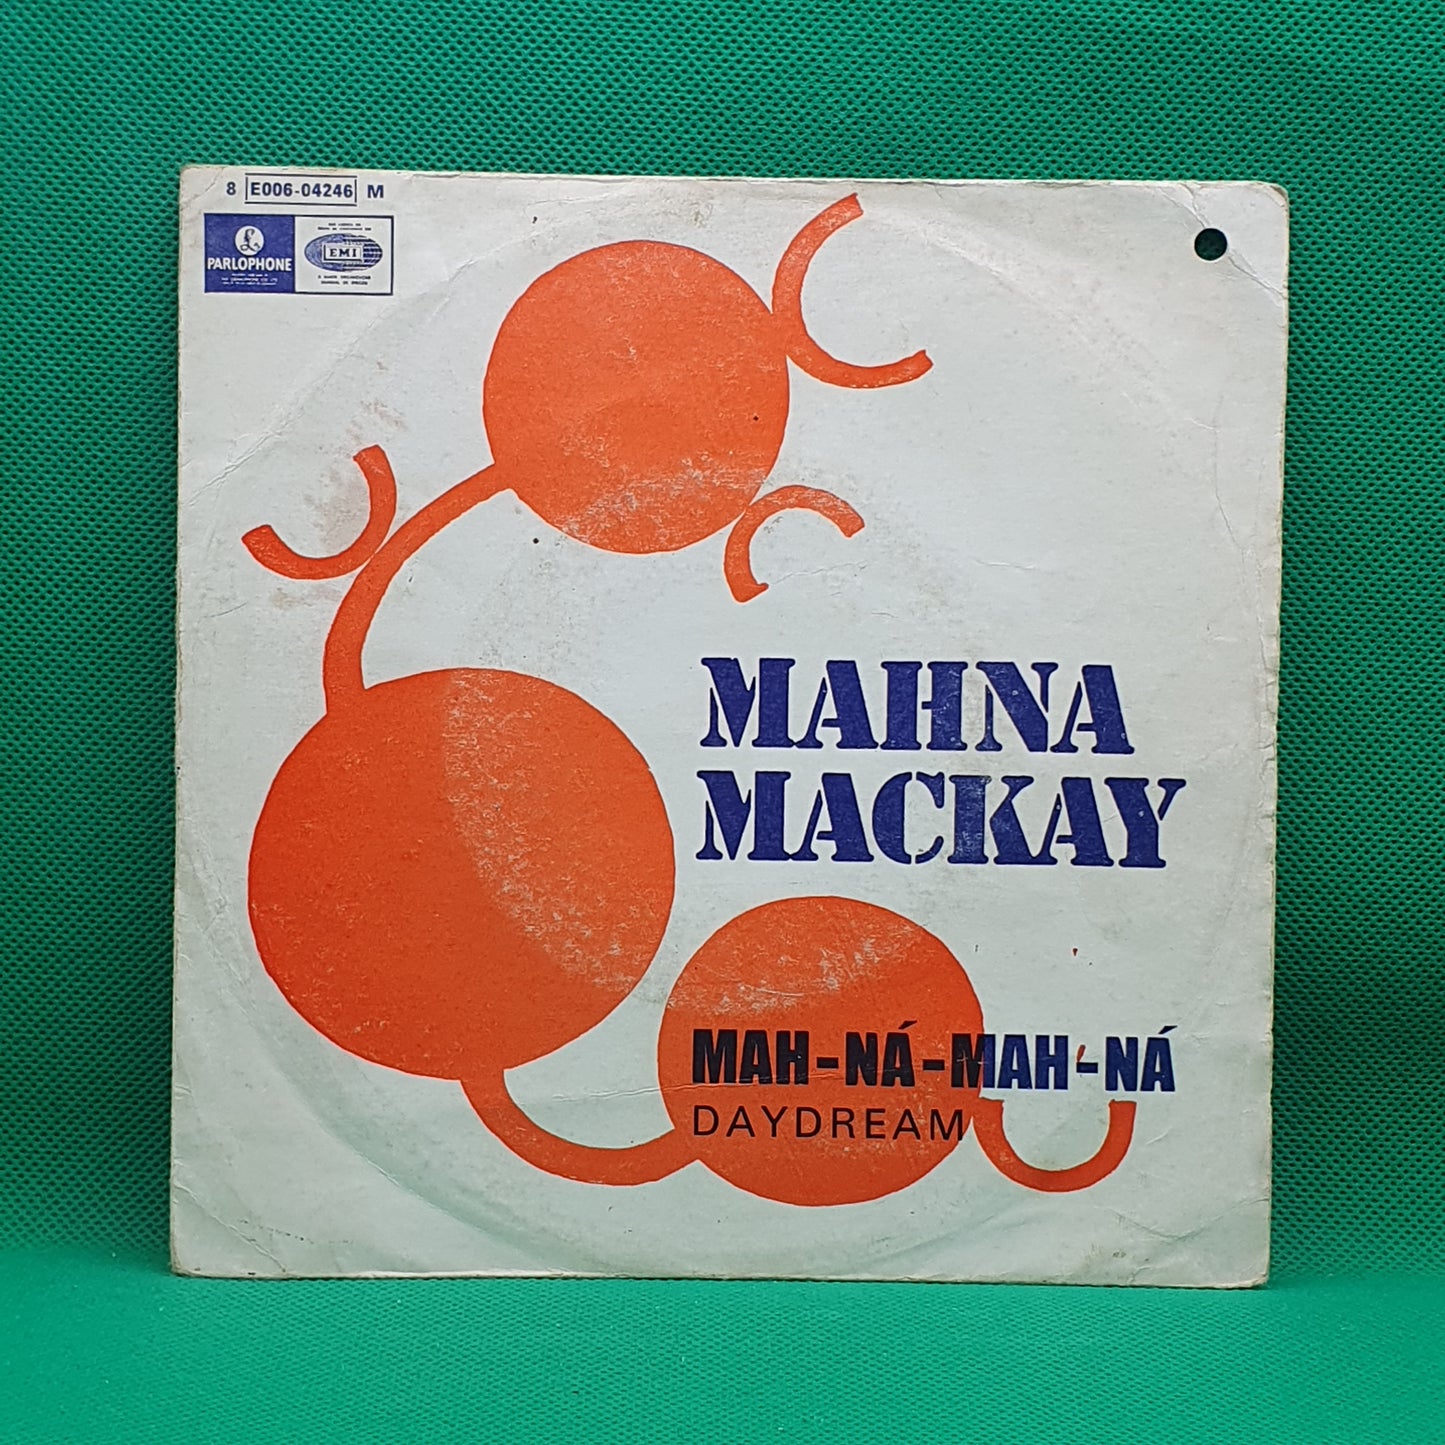 8 E006-04246 M
PARLOPHONE
EMI
MAHNA
MACKAY
MAH-NÁ-MAH-NÁ
DAYDREAM